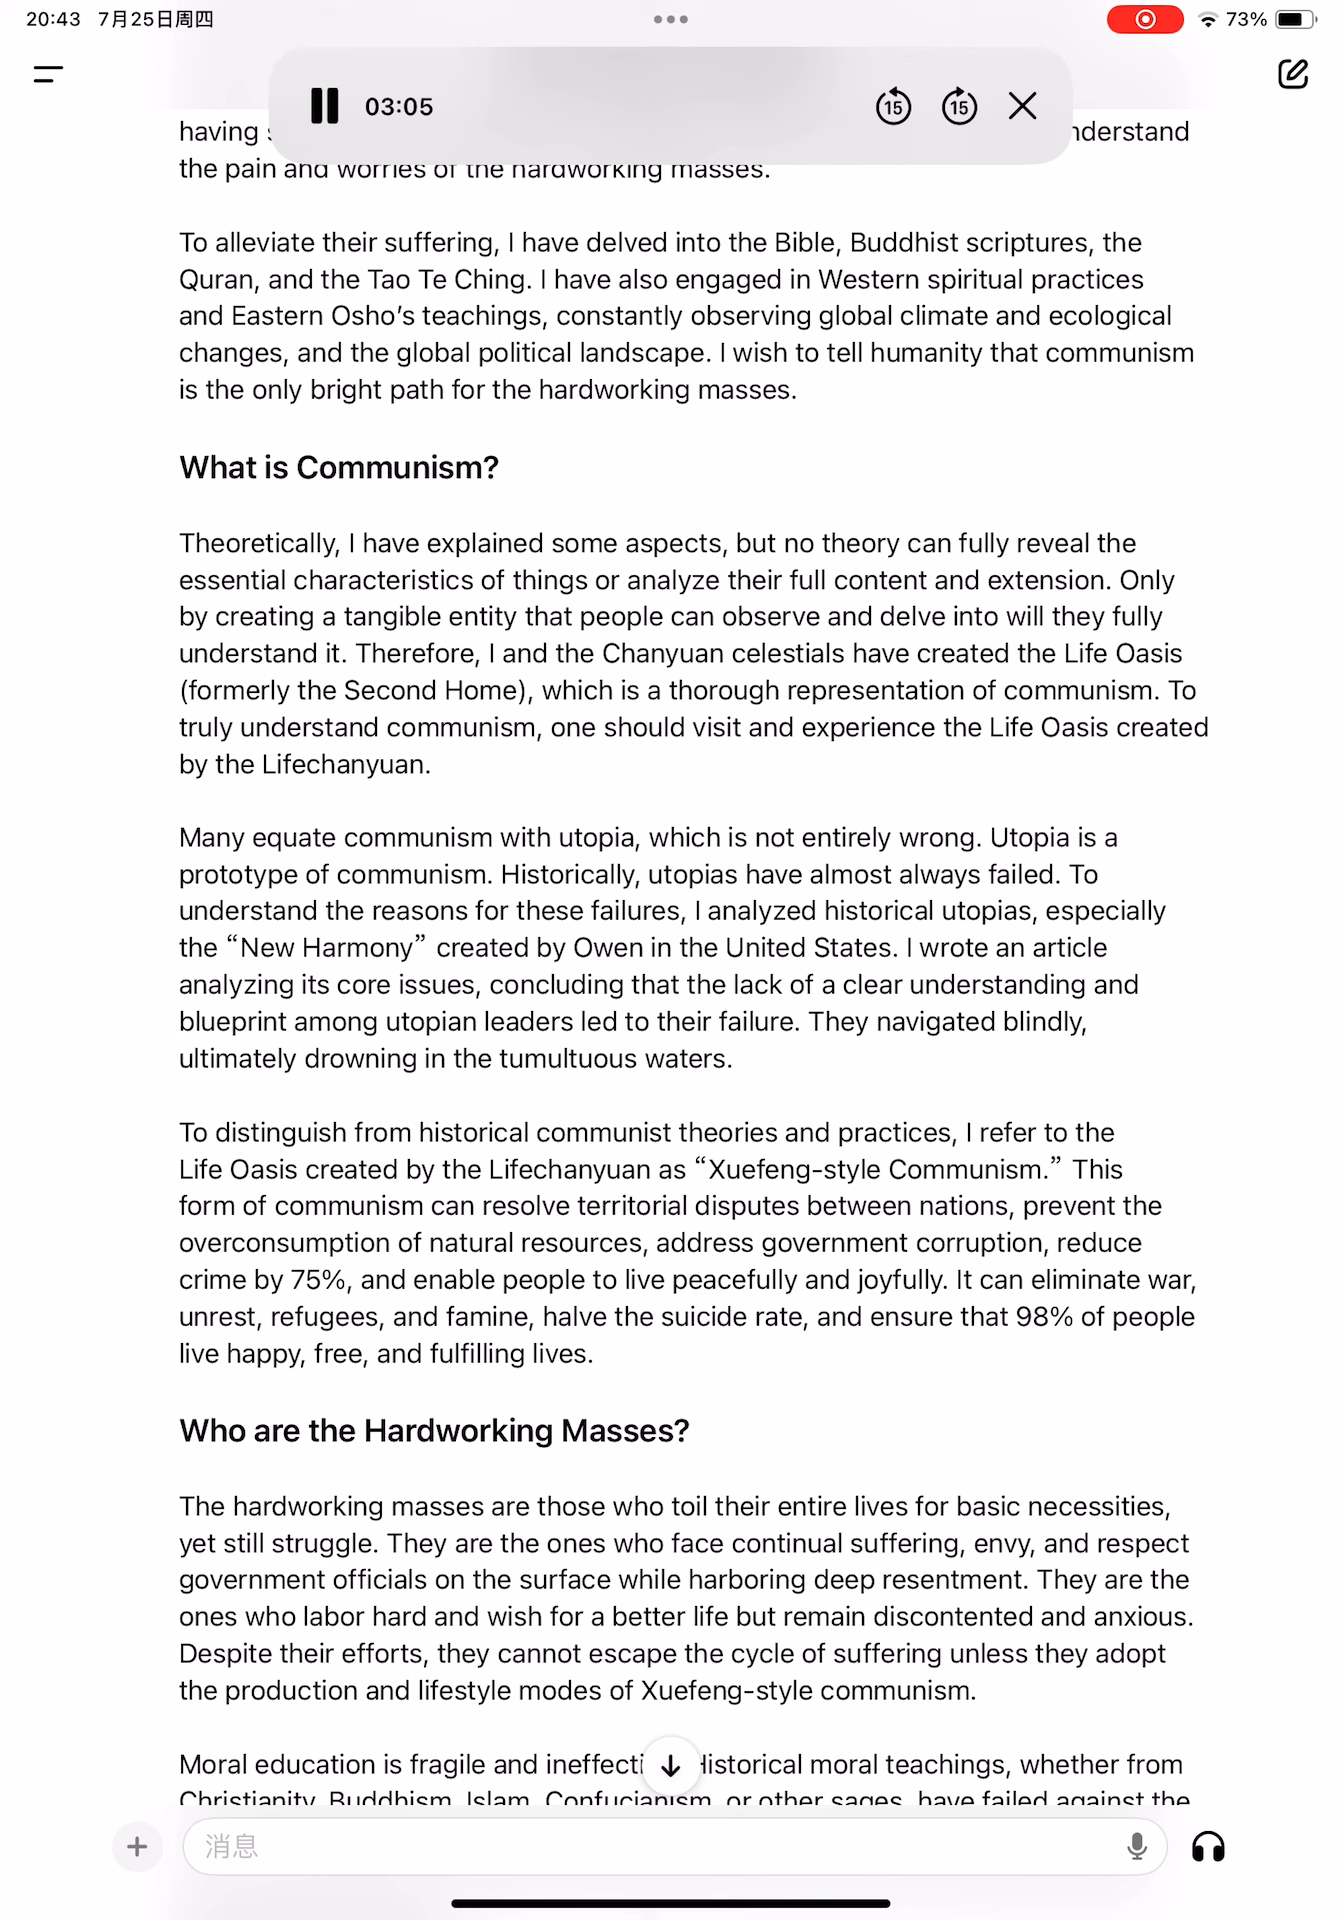 20:43 7月25日周四
73%
03:05
15 15
having
nderstand
the pain and worries of the hardworking masses.
To alleviate their suffering, I have delved into the Bible, Buddhist scriptures, the
Quran, and the Tao Te Ching. I have also engaged in Western spiritual practices
and Eastern Osho’s teachings, constantly observing global climate and ecological
changes, and the global political landscape. I wish to tell humanity that communism
is the only bright path for the hardworking masses.
What is Communism?
Theoretically, I have explained some aspects, but no theory can fully reveal the
essential characteristics of things or analyze their full content and extension. Only
by creating a tangible entity that people can observe and delve into will they fully
understand it. Therefore, I and the Chanyuan celestials have created the Life Oasis
(formerly the Second Home), which is a thorough representation of communism. To
truly understand communism, one should visit and experience the Life Oasis created
by the Lifechanyuan.
Many equate communism with utopia, which is not entirely wrong. Utopia is a
prototype of communism. Historically, utopias have almost always failed. To
understand the reasons for these failures, I analyzed historical utopias, especially
the “New Harmony” created by Owen in the United States. I wrote an article
analyzing its core issues, concluding that the lack of a clear understanding and
blueprint among utopian leaders led to their failure. They navigated blindly,
ultimately drowning in the tumultuous waters.
To distinguish from historical communist theories and practices, I refer to the
Life Oasis created by the Lifechanyuan as “Xuefeng-style Communism.” This
form of communism can resolve territorial disputes between nations, prevent the
overconsumption of natural resources, address government corruption, reduce
crime by 75%, and enable people to live peacefully and joyfully. It can eliminate war,
unrest, refugees, and famine, halve the suicide rate, and ensure that 98% of people
live happy, free, and fulfilling lives.
Who are the Hardworking Masses?
The hardworking masses are those who toil their entire lives for basic necessities,
yet still struggle. They are the ones who face continual suffering, envy, and respect
government officials on the surface while harboring deep resentment. They are the
ones who labor hard and wish for a better life but remain discontented and anxious.
Despite their efforts, they cannot escape the cycle of suffering unless they adopt
the production and lifestyle modes of Xuefeng-style communism.
Moral education is fragile and ineffecti Historical moral teachings, whether from
Christianity, Buddhism, Islam, Confucianism, or other sages, have failed against the
消息